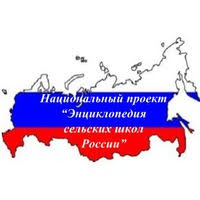 Национальный проект
“Энциклопедия
сельских школ
России”